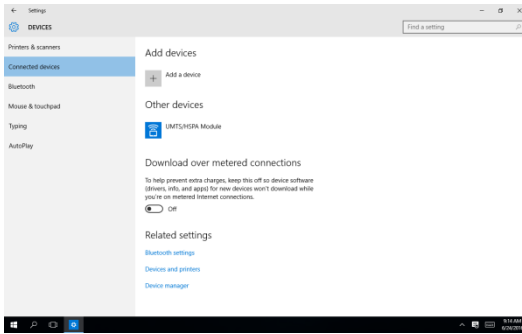 Settings
DEVICES
Find a setting
Printers & scanners
Connected devices
Bluetooth
Mouse & touchpad
Typing
AutoPlay
Add devices
Add a device
Other devices
UMTS/HSPA Module
Download over metered connections
To help prevent extra charges, keep this off so device software
(drivers, info, and apps) for new devices won't download while
you're on metered Internet connections.
Off
Related settings
Bluetooth settings
Devices and printers
Device manager
9:14 AM